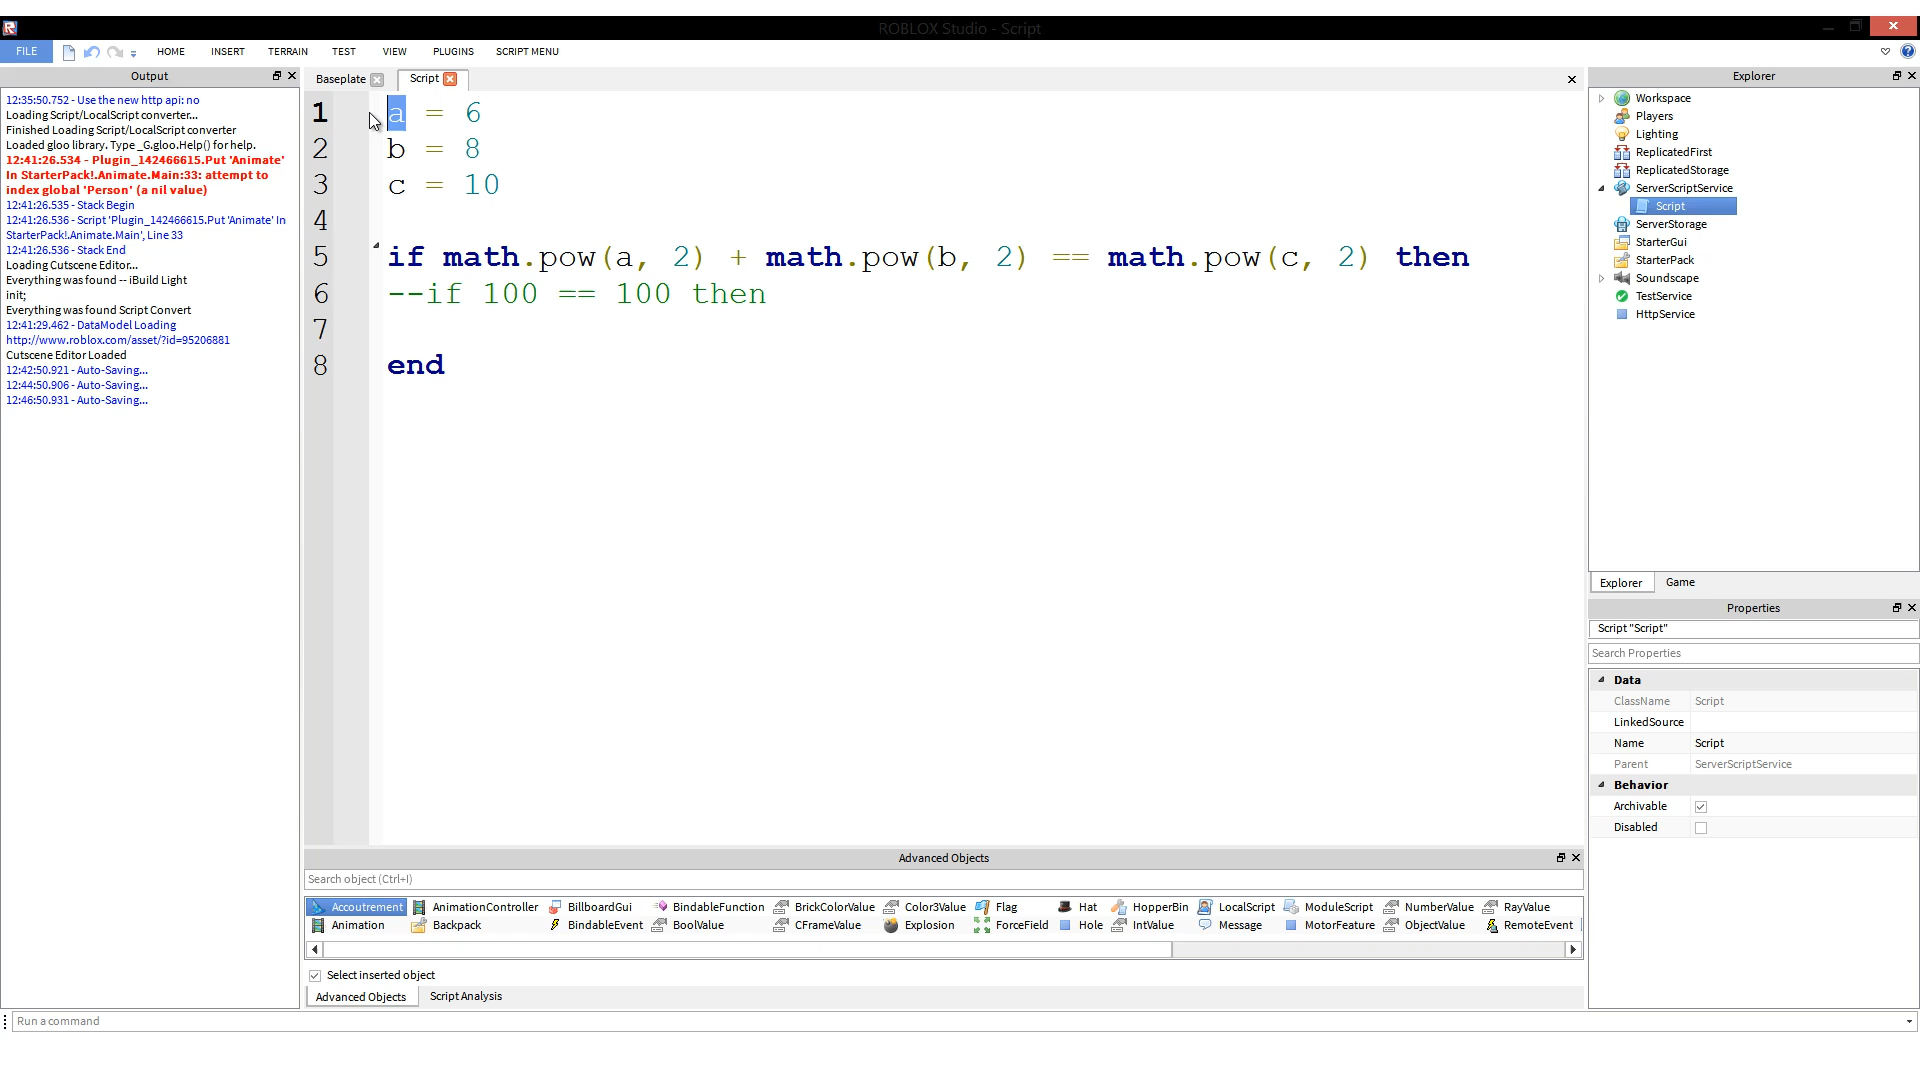 ROBLOX Studio - Script
FILE HOME INSERT TERRAIN TEST VIEW PLUGINS SCRIPT MENU
Output
12:35:50.752 - Use the new http api: no
Loading Script/LocalScript converter...
Finished Loading Script/LocalScript converter
Loaded gloo library. Type _G.gloo.Help() for help.
12:41:26.534 - Plugin_142466615.Put 'Animate'
In StarterPack!.Animate.Main:33: attempt to
index global 'Person' (a nil value)
12:41:26.535 - Stack Begin
12:41:26.536 - Script 'Plugin_142466615.Put 'Animate' In
StarterPack!.Animate.Main', Line 33
12:41:26.536 - Stack End
Loading Cutscene Editor...
Everything was found -- iBuild Light
init;
Everything was found Script Convert
12:41:29.462 - DataModel Loading
http://www.roblox.com/asset/?id=95206881
Cutscene Editor Loaded
12:42:50.921 - Auto-Saving...
12:44:50.906 - Auto-Saving...
12:46:50.931 - Auto-Saving...
Baseplate Script
1 a = 6
2 b = 8
3 c = 10
4
5 if math.pow(a, 2) + math.pow(b, 2) == math.pow(c, 2) then
6 --if 100 == 100 then
7
8 end
Advanced Objects
Search object (Ctrl+I)
Accoutrement AnimationController BillboardGui BindableFunction BrickColorValue Color3Value Flag Hat HopperBin LocalScript ModuleScript NumberValue RayValue
Animation Backpack BindableEvent BoolValue CFrameValue Explosion ForceField Hole IntValue Message MotorFeature ObjectValue RemoteEvent
Select inserted object
Advanced Objects Script Analysis
Run a command
Explorer
Workspace
Players
Lighting
ReplicatedFirst
ReplicatedStorage
ServerScriptService
Script
ServerStorage
StarterGui
StarterPack
Soundscape
TestService
HttpService
Explorer Game
Properties
Script "Script"
Search Properties
Data
ClassName Script
LinkedSource
Name Script
Parent ServerScriptService
Behavior
Archivable
Disabled